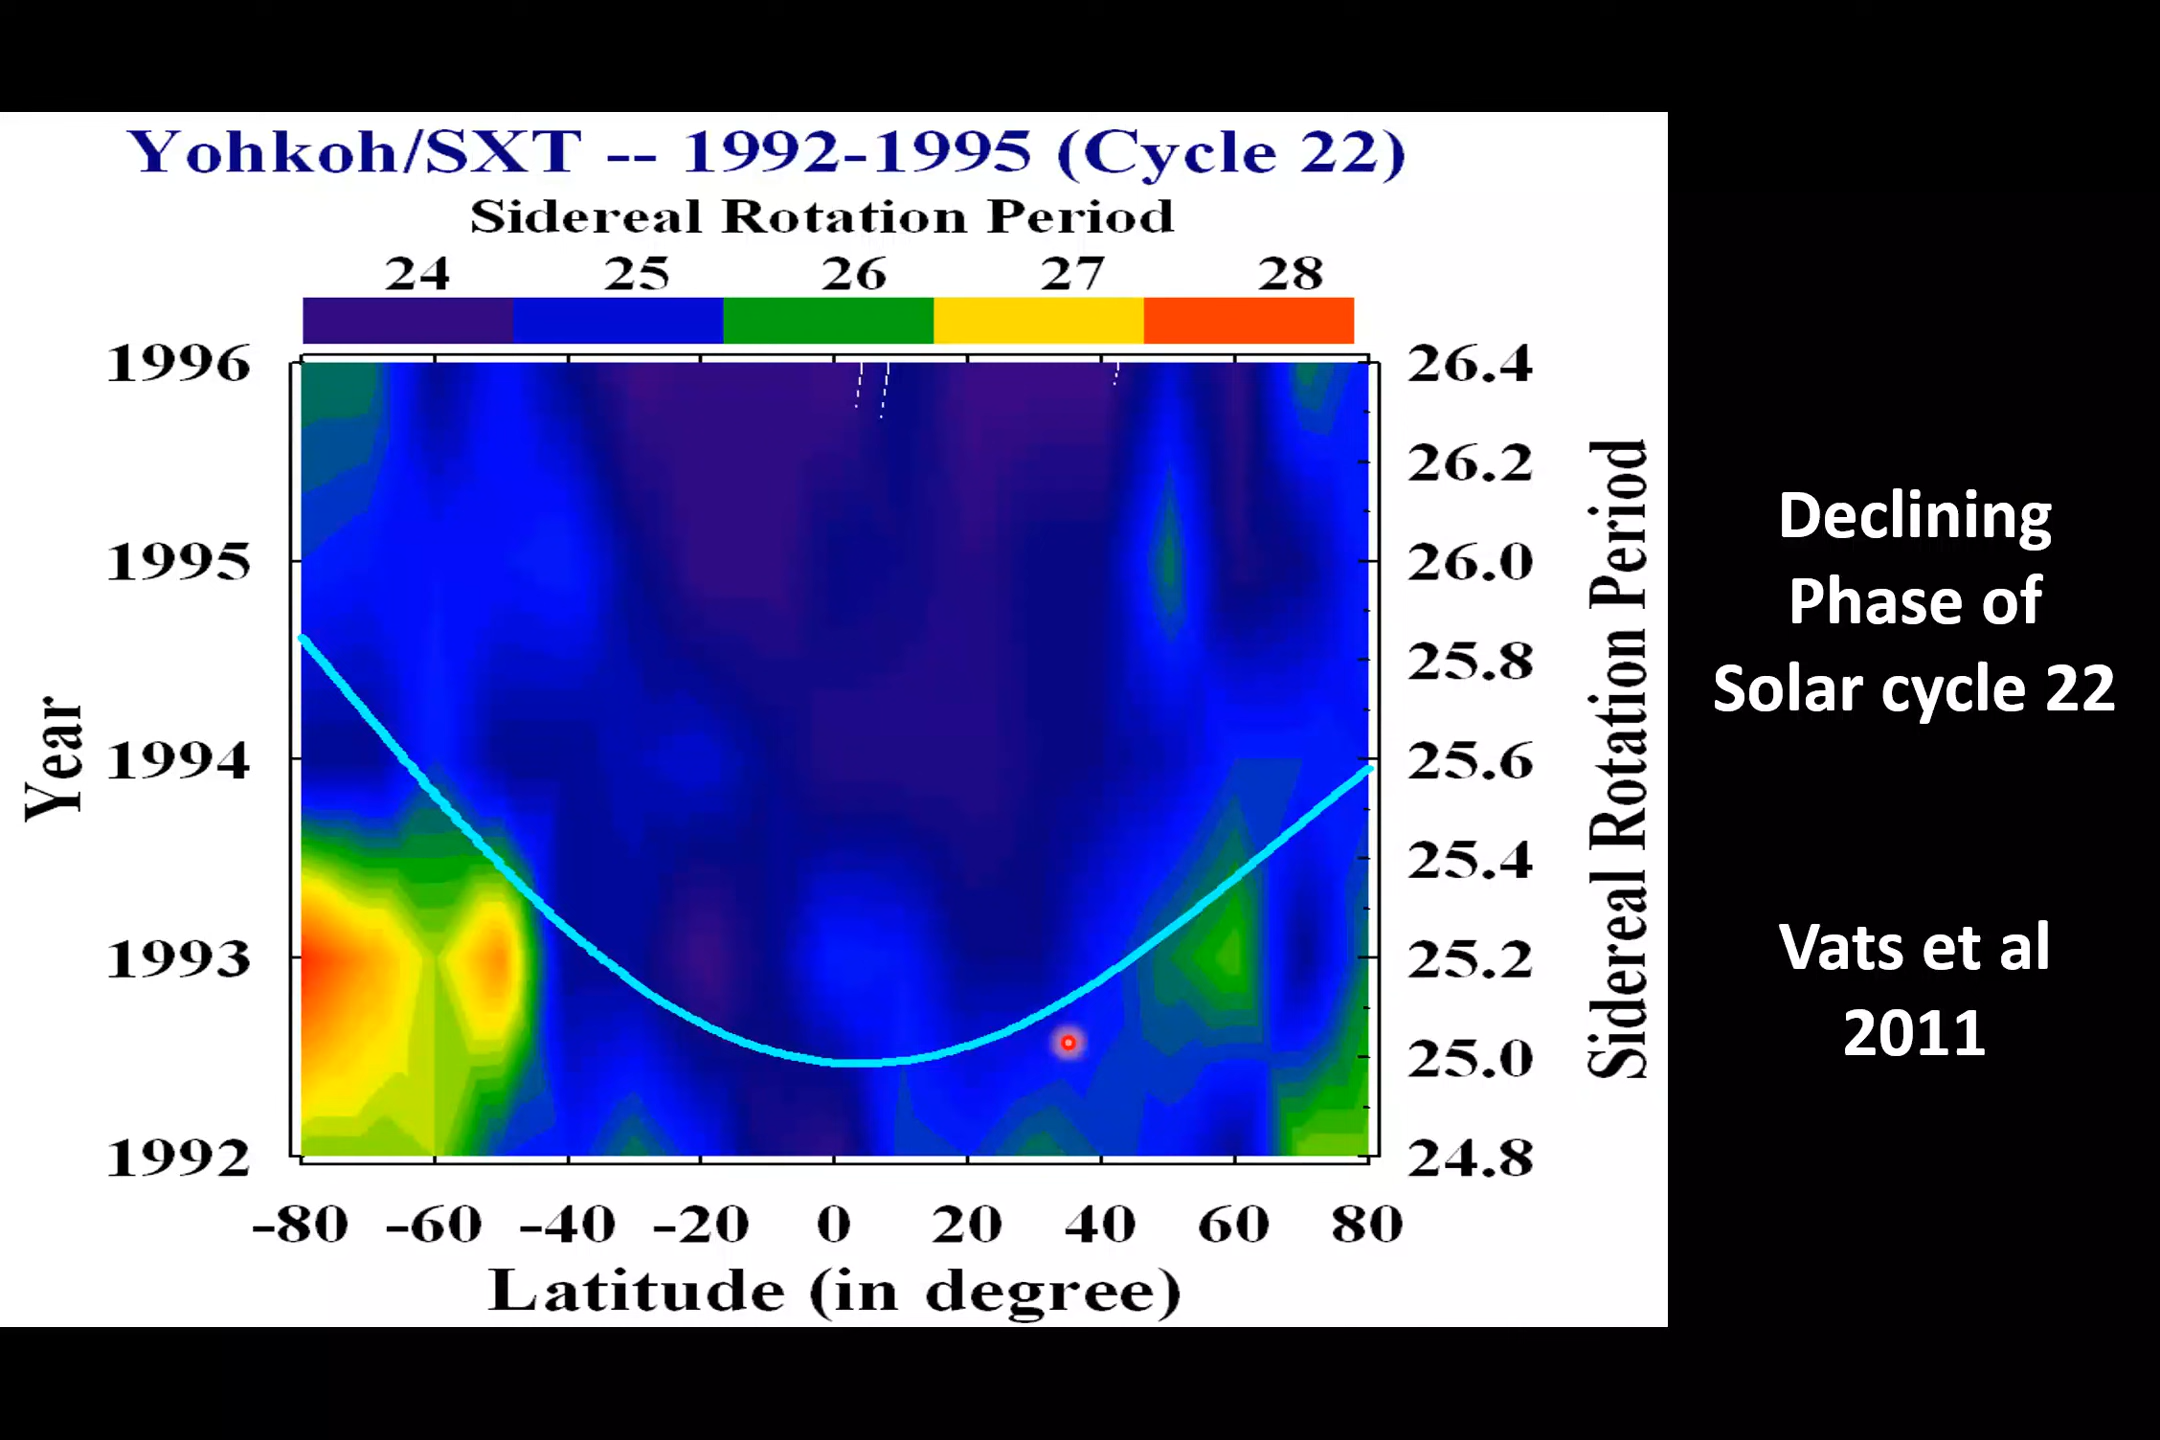 Yohkoh/SXT -- 1992-1995 (Cycle 22)
Sidereal Rotation Period
24 25 26 27 28
1996
1995
1994
1993
1992
Year
26.4
26.2
26.0
25.8
25.6
25.4
25.2
25.0
24.8
Sidereal Rotation Period
-80 -60 -40 -20 0 20 40 60 80
Latitude (in degree)
Declining
Phase of
Solar cycle 22
Vats et al
2011